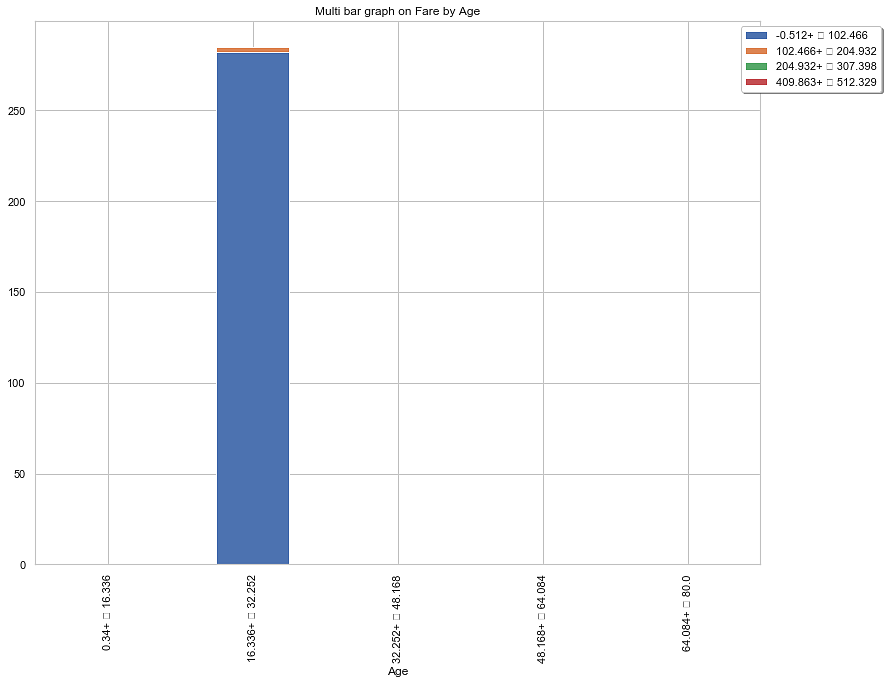 Multi bar graph on Fare by Age
-0.512+ □ 102.466
102.466+ □ 204.932
204.932+ □ 307.398
409.863+ □ 512.329
250
200
150
100
50
0
0.34+ □ 16.336
16.336+ □ 32.252
32.252+ □ 48.168
48.168+ □ 64.084
64.084+ □ 80.0
Age